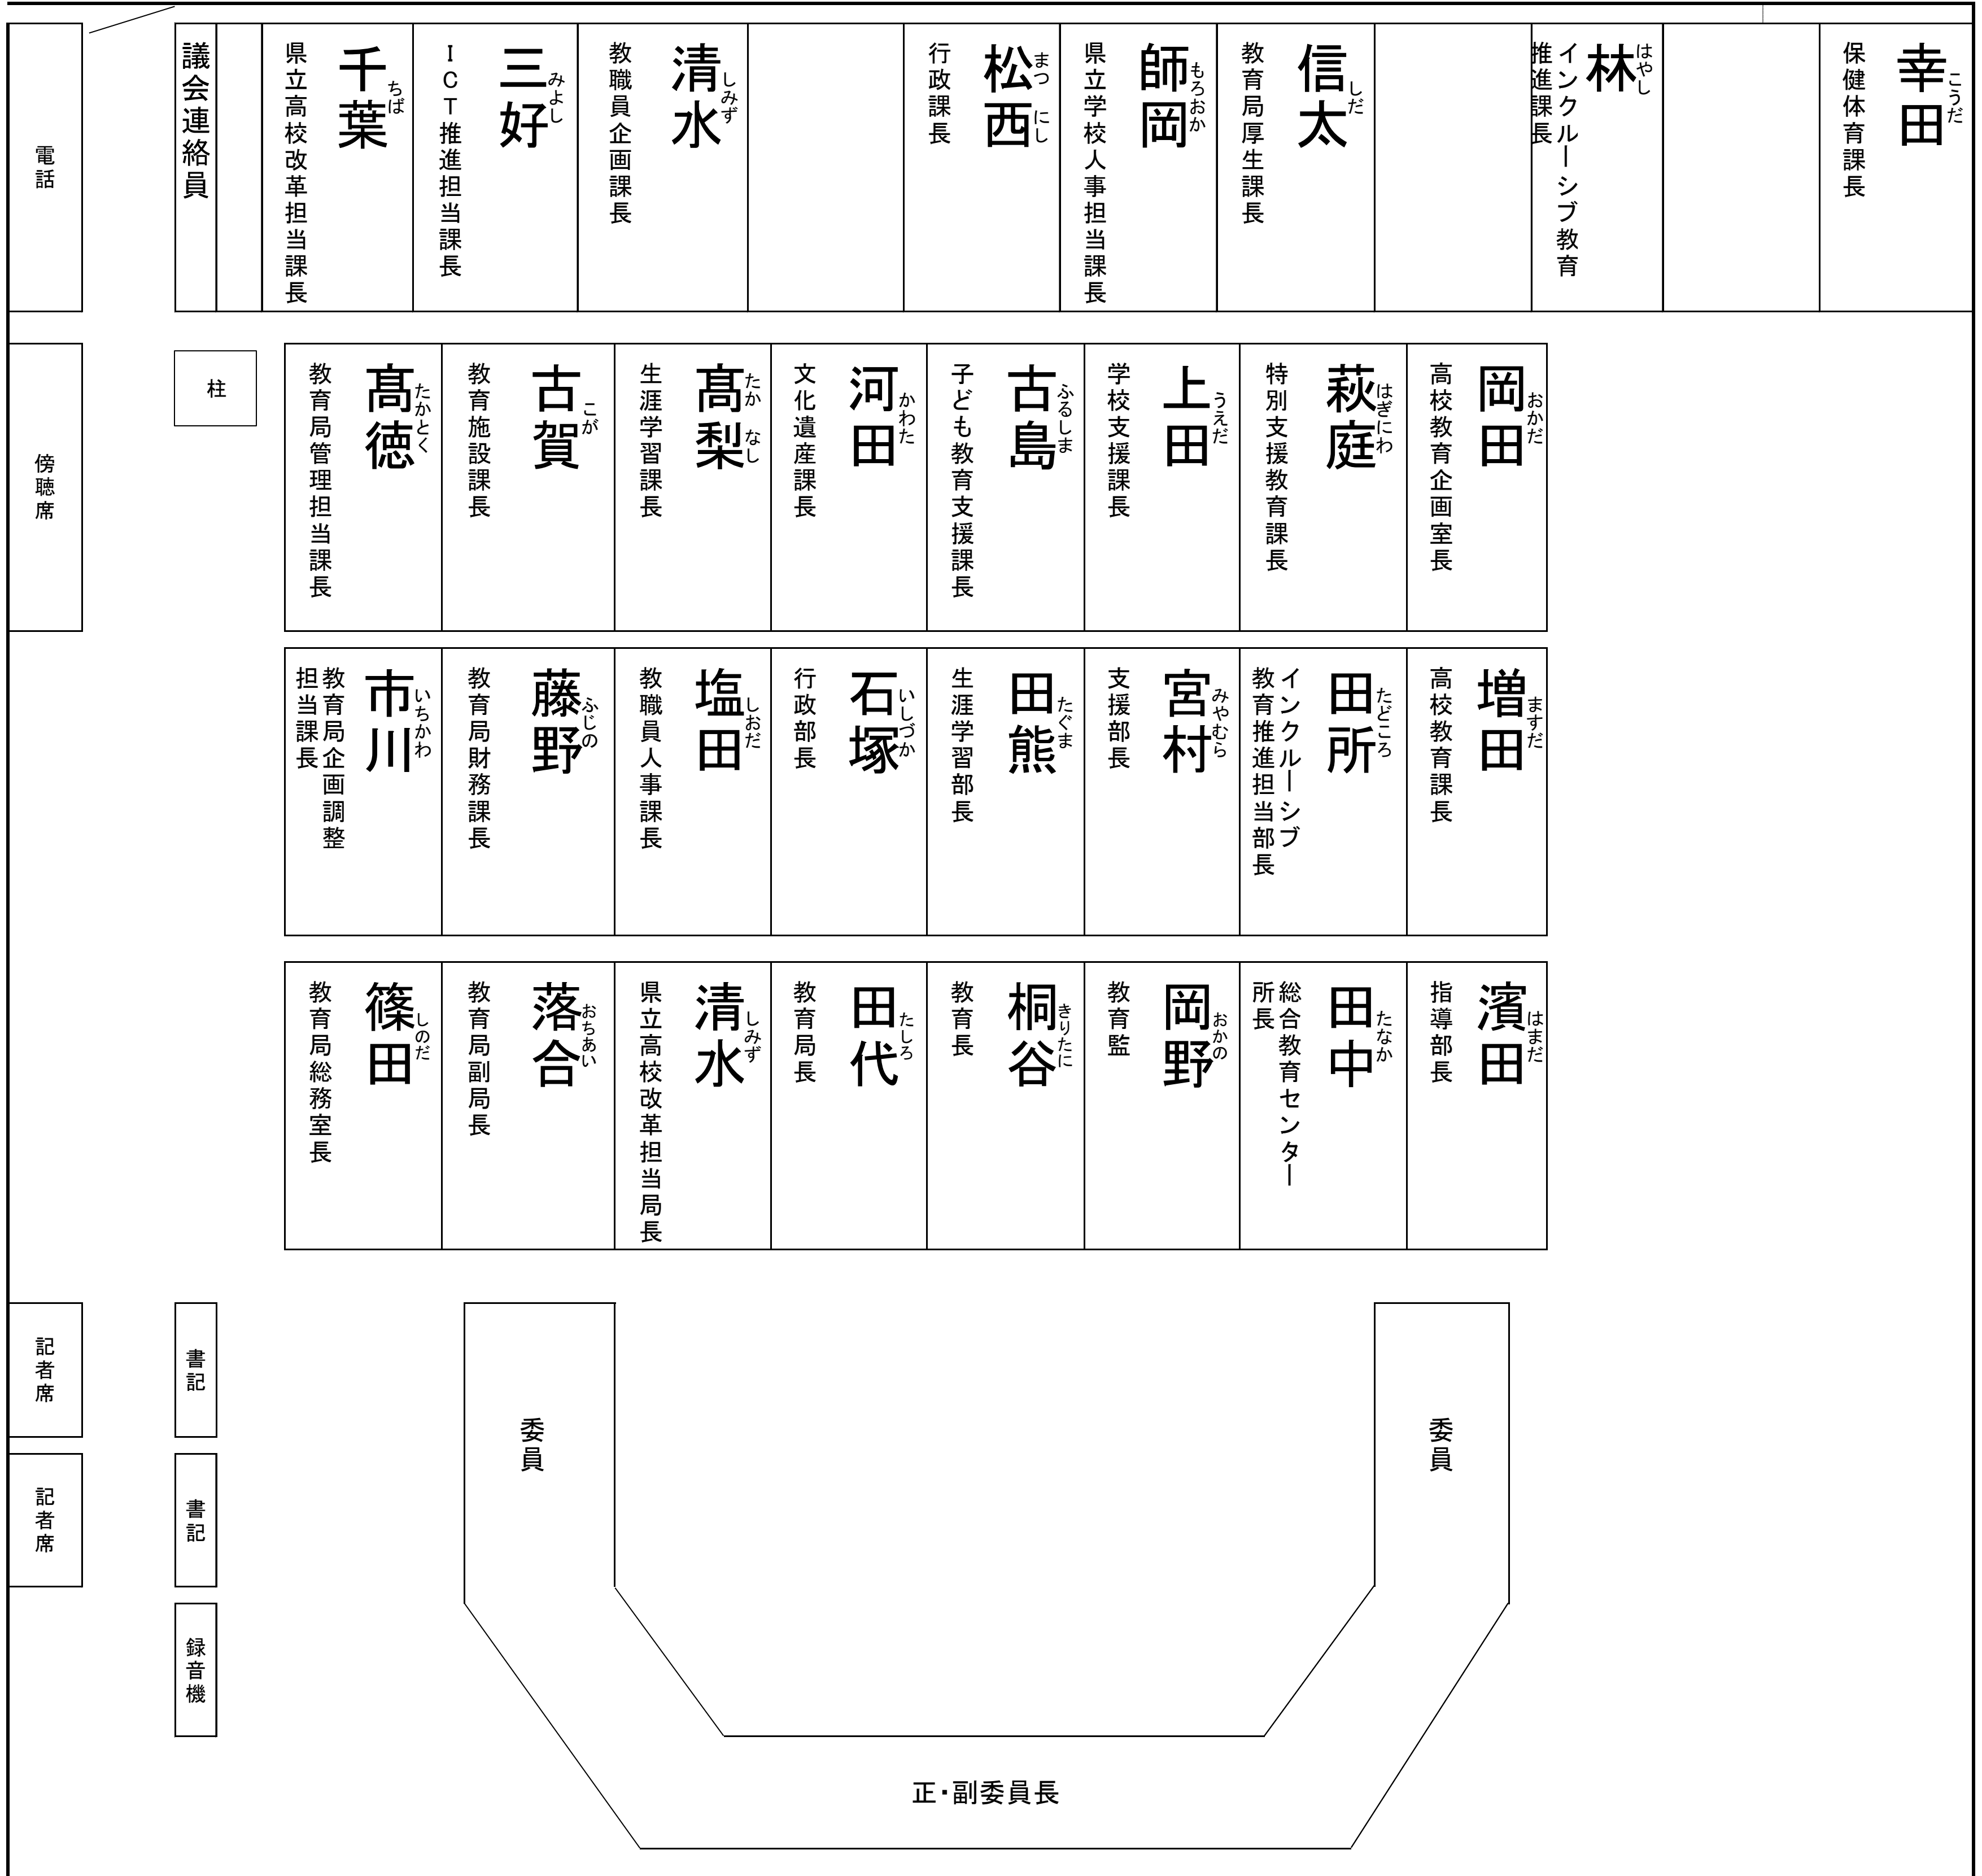 幸田
こうだ
保健体育課長
林
はやし
インクルーシブ教育
推進課長
信太
しだ
教育局厚生課長
師岡
もろおか
県立学校人事担当課長
松西
まつ にし
行政課長
清水
しみず
教職員企画課長
三好
みよし
ICT推進担当課長
千葉
ちば
県立高校改革担当課長
議会連絡員
電話
岡田
おかだ
高校教育企画室長
萩庭
はぎにわ
特別支援教育課長
上田
うえだ
学校支援課長
古島
ふるしま
子ども教育支援課長
河田
かわた
文化遺産課長
髙梨
たか なし
生涯学習課長
古賀
こが
教育施設課長
髙徳
たかとく
教育局管理担当課長
柱
傍聴席
増田
ますだ
高校教育課長
田所
たどころ
インクルーシブ
教育推進担当部長
宮村
みやむら
支援部長
田熊
たぐま
生涯学習部長
石塚
いしづか
行政部長
塩田
しおだ
教職員人事課長
藤野
ふじの
教育局財務課長
市川
いちかわ
教育局企画調整
担当課長
濱田
はまだ
指導部長
田中
たなか
総合教育センター
所長
岡野
おかの
教育監
桐谷
きりたに
教育長
田代
たしろ
教育局長
清水
しみず
県立高校改革担当局長
落合
おちあい
教育局副局長
篠田
しのだ
教育局総務室長
委員
委員
書記
記者席
書記
記者席
録音機
正・副委員長